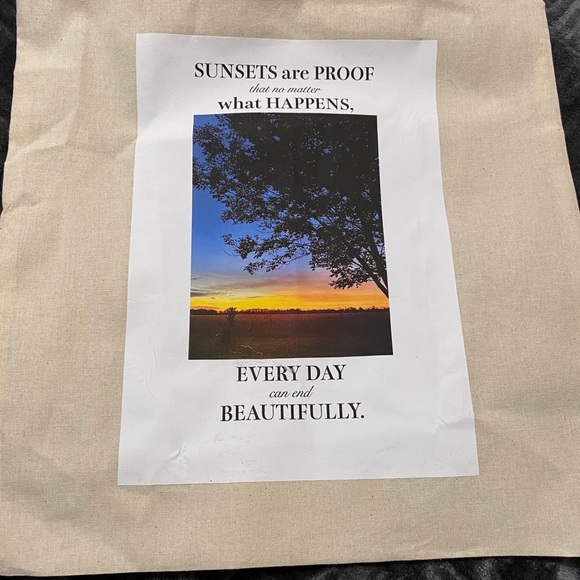 SUNSETS are PROOF
that no matter
what HAPPENS,
EVERY DAY
can end
BEAUTIFULLY.